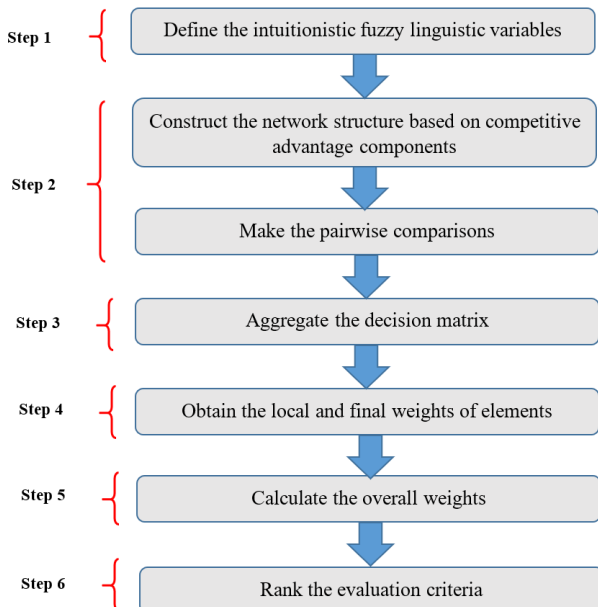 Step 1
Define the intuitionistic fuzzy linguistic variables
Step 2
Construct the network structure based on competitive
advantage components
Make the pairwise comparisons
Step 3
Aggregate the decision matrix
Step 4
Obtain the local and final weights of elements
Step 5
Calculate the overall weights
Step 6
Rank the evaluation criteria